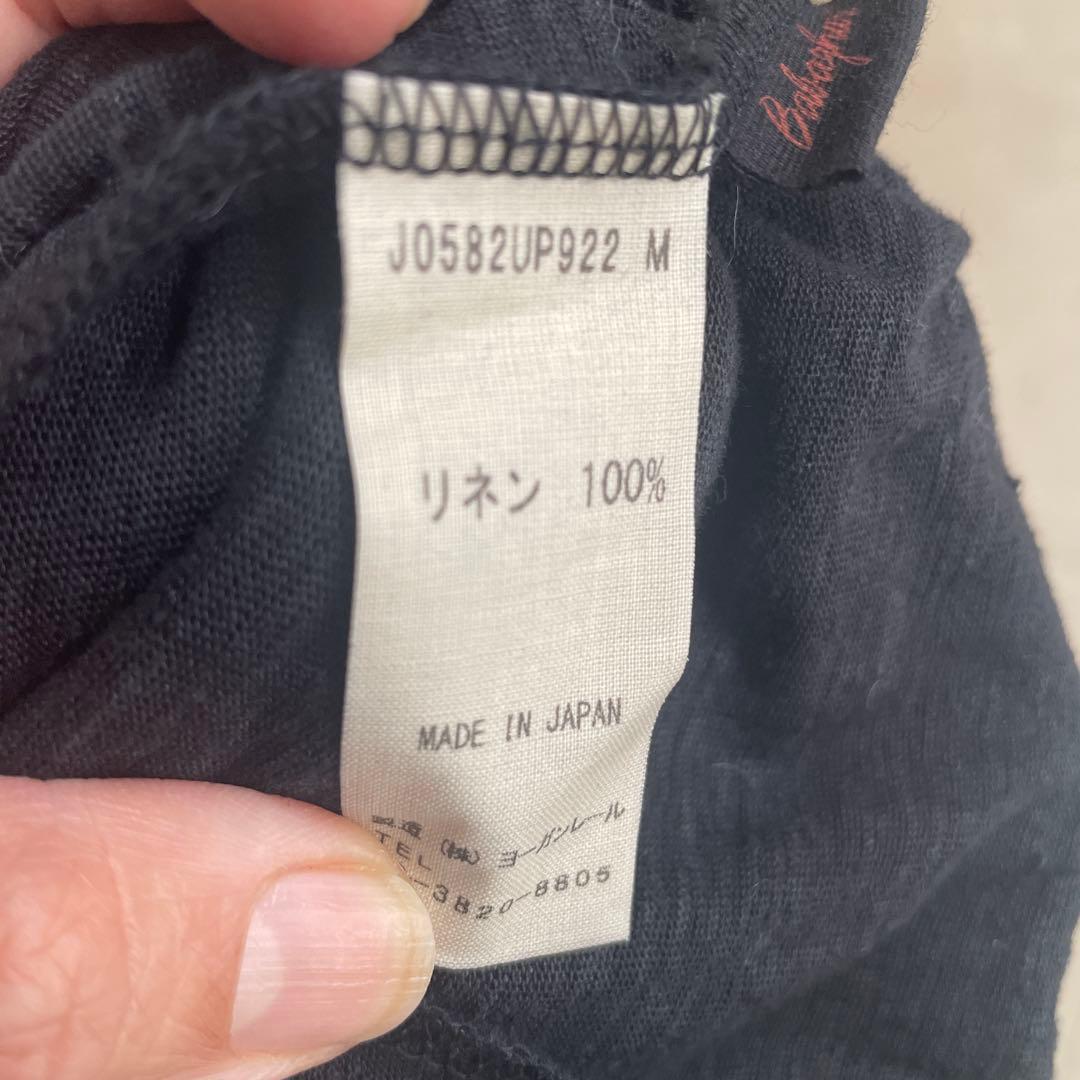 Babaghuri
J0582UP922 M
リネン 100%
MADE IN JAPAN
(株) ヨーガンレール
TEL
-3820-8805